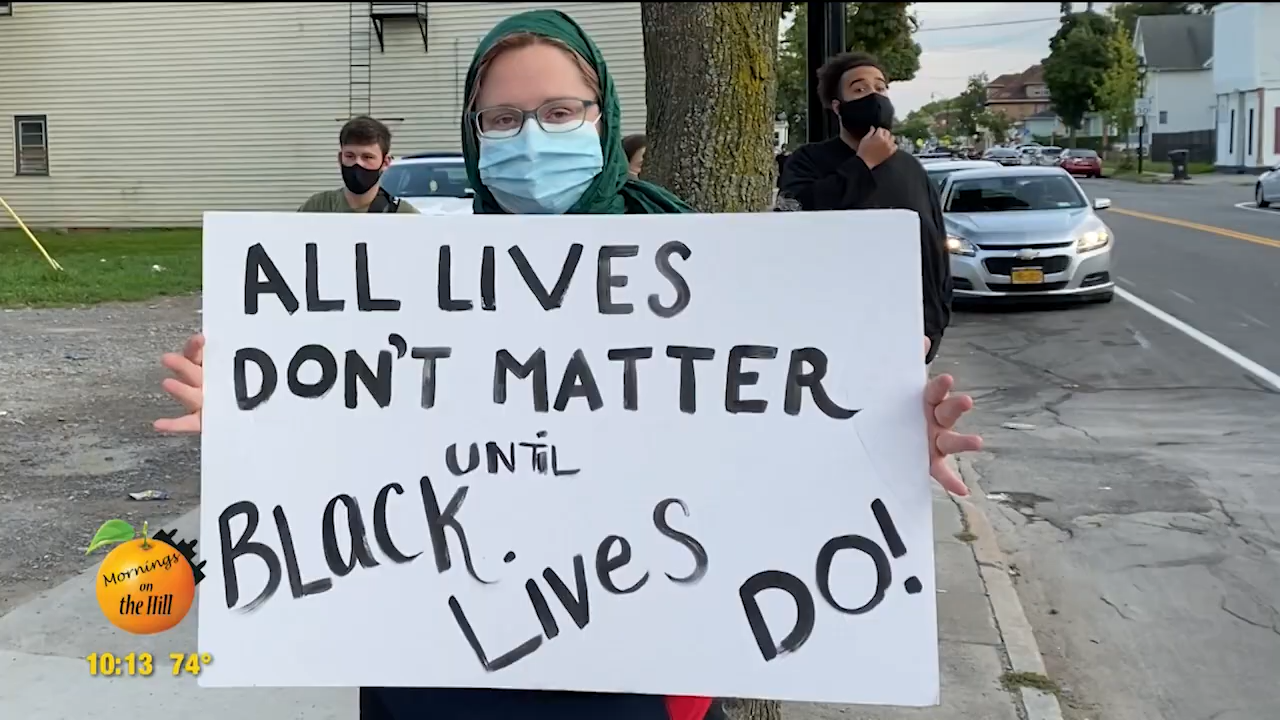 ALL LIVES
DON'T MATTER
UNTIL
BLacK
LiVes
DO!
Mornings
on
the Hill
10:13 74°